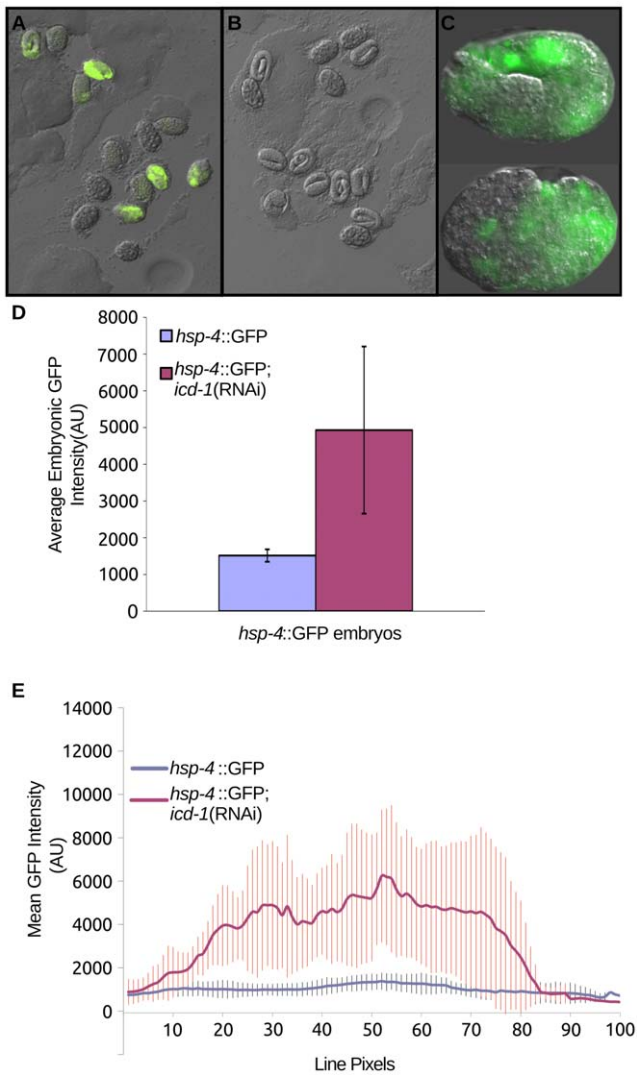 A
B
C
D
8000
7000
6000
5000
4000
3000
2000
1000
0
Average Embryonic GFP
Intensity(AU)
hsp-4::GFP
hsp-4::GFP;
icd-1(RNAi)
hsp-4::GFP embryos
E
14000
12000
10000
8000
6000
4000
2000
0
Mean GFP Intensity
(AU)
hsp-4 ::GFP
hsp-4 ::GFP;
icd-1(RNAi)
10 20 30 40 50 60 70 80 90 100
Line Pixels